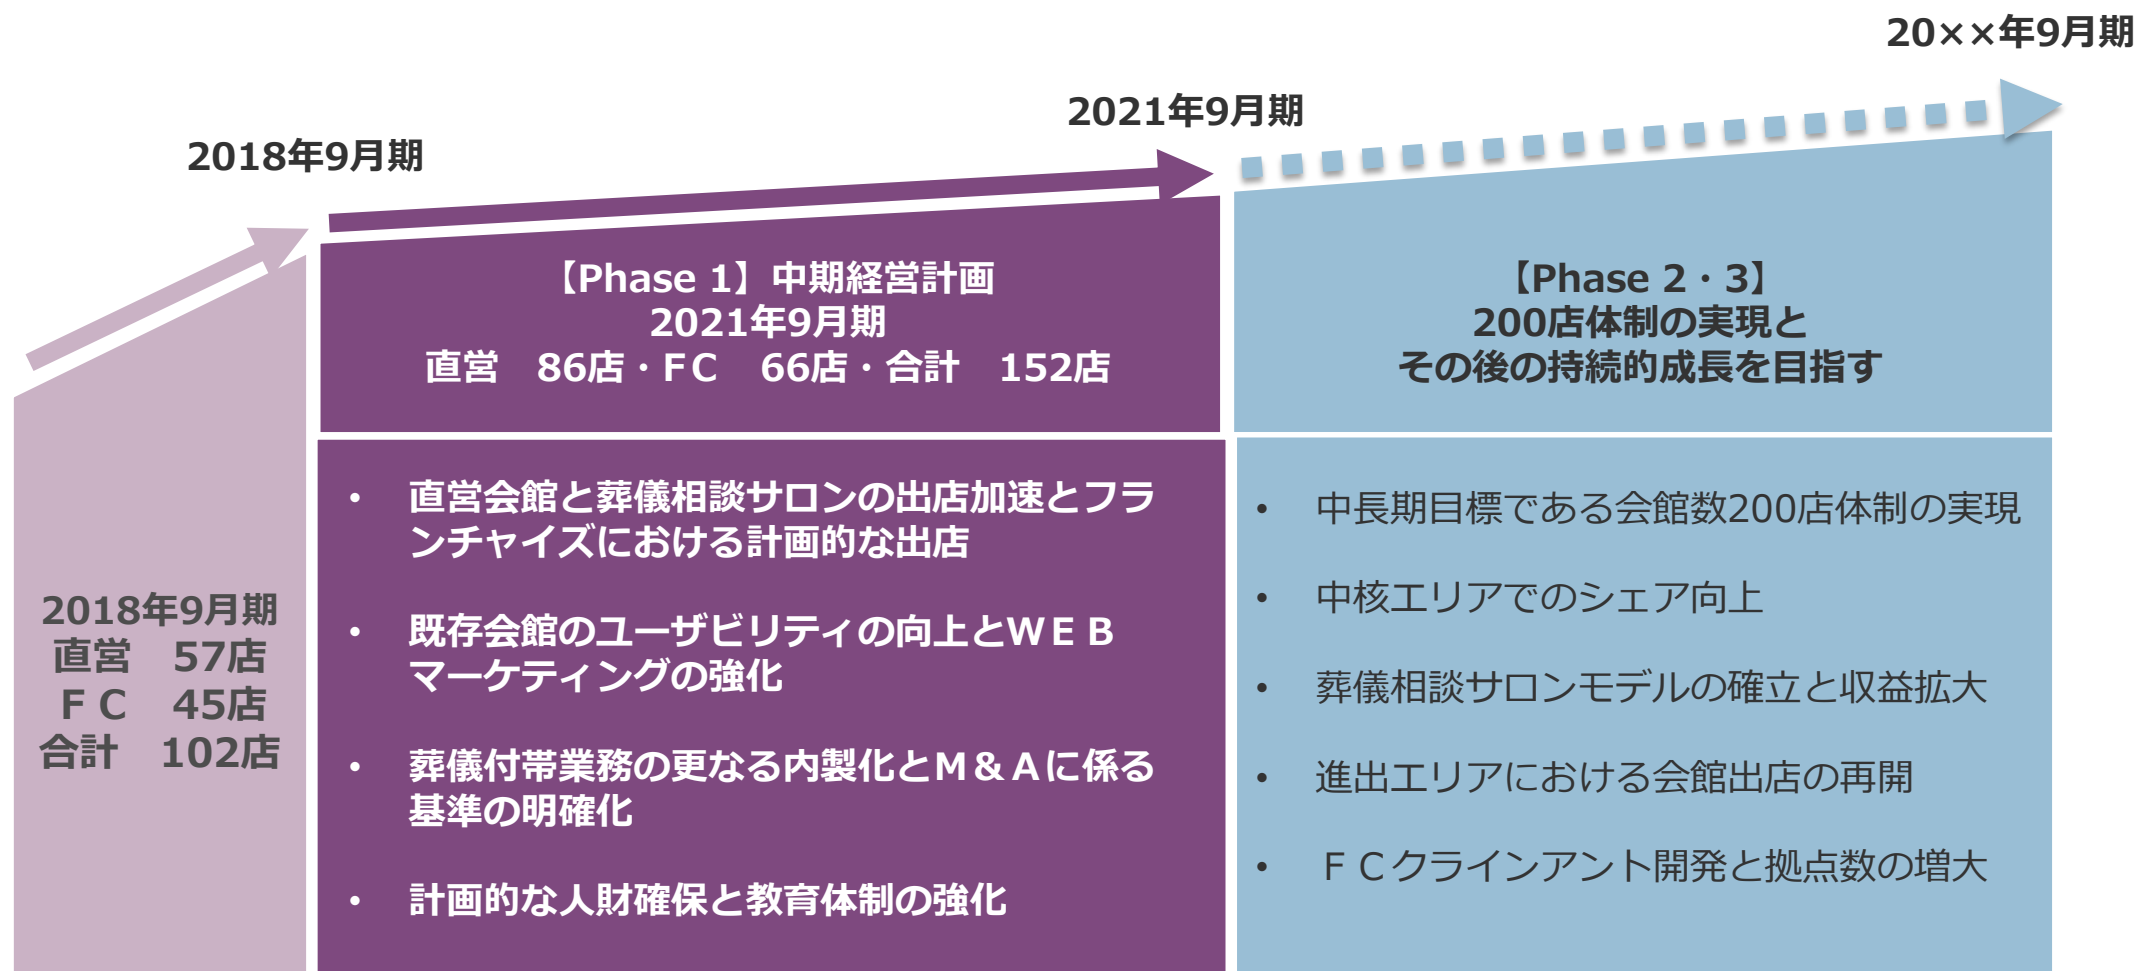 20××年9月期
2021年9月期
2018年9月期
2018年9月期
直営　57店
ＦＣ　45店
合計　102店
【Phase 1】中期経営計画
2021年9月期
直営　86店・FC　66店・合計　152店
• 直営会館と葬儀相談サロンの出店加速とフラ
ンチャイズにおける計画的な出店
• 既存会館のユーザビリティの向上とＷＥＢ
マーケティングの強化
• 葬儀付帯業務の更なる内製化とＭ＆Ａに係る
基準の明確化
• 計画的な人財確保と教育体制の強化
【Phase 2・3】
200店体制の実現と
その後の持続的成長を目指す
• 中長期目標である会館数200店体制の実現
• 中核エリアでのシェア向上
• 葬儀相談サロンモデルの確立と収益拡大
• 進出エリアにおける会館出店の再開
• ＦＣクラインアント開発と拠点数の増大